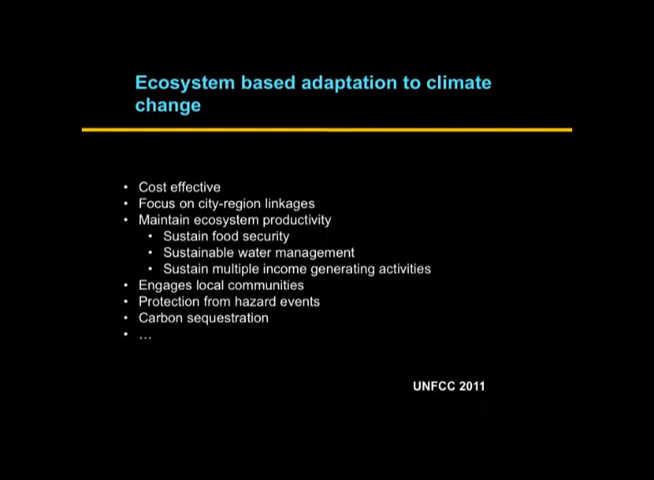 Ecosystem based adaptation to climate
change
• Cost effective
• Focus on city-region linkages
• Maintain ecosystem productivity
• Sustain food security
• Sustainable water management
• Sustain multiple income generating activities
• Engages local communities
• Protection from hazard events
• Carbon sequestration
• ...
UNFCC 2011